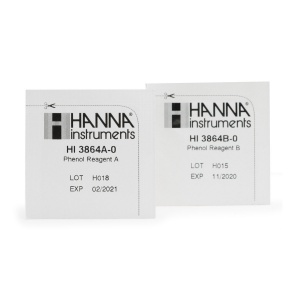 HANNA
instruments
HI 3864A-0
Phenol Reagent A
LOT H018
EXP 02/2021
HANNA
instruments
HI 3864B-0
Phenol Reagent B
LOT H015
EXP 11/2020